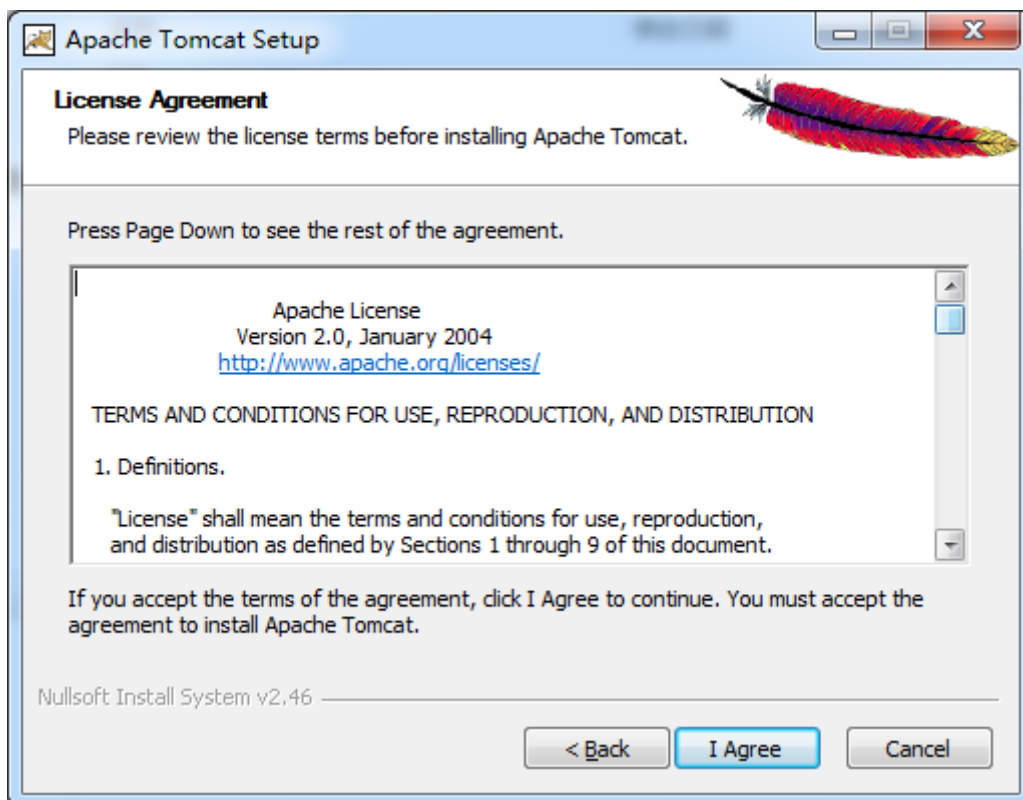 Apache Tomcat Setup
License Agreement
Please review the license terms before installing Apache Tomcat.
Press Page Down to see the rest of the agreement.
Apache License
Version 2.0, January 2004
http://www.apache.org/licenses/
TERMS AND CONDITIONS FOR USE, REPRODUCTION, AND DISTRIBUTION
1. Definitions.
"License" shall mean the terms and conditions for use, reproduction,
and distribution as defined by Sections 1 through 9 of this document.
If you accept the terms of the agreement, click I Agree to continue. You must accept the
agreement to install Apache Tomcat.
Nullsoft Install System v2.46
< Back I Agree Cancel